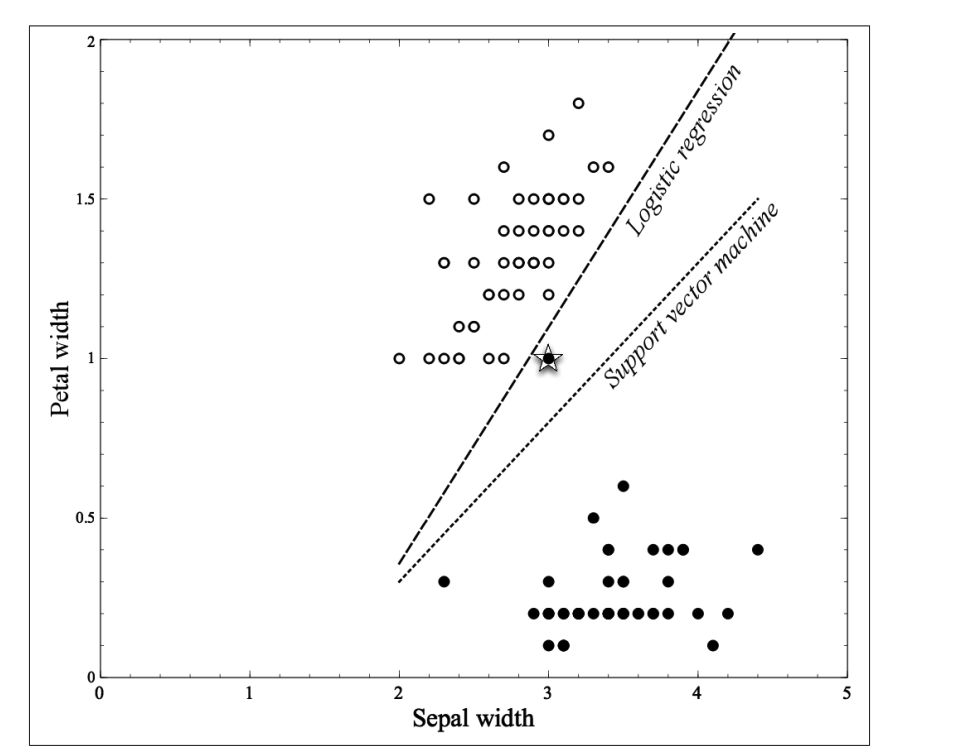 2
1.5
1
0.5
0
Logistic regression
Support vector machine
Petal width
0 1 2 3 4 5
Sepal width